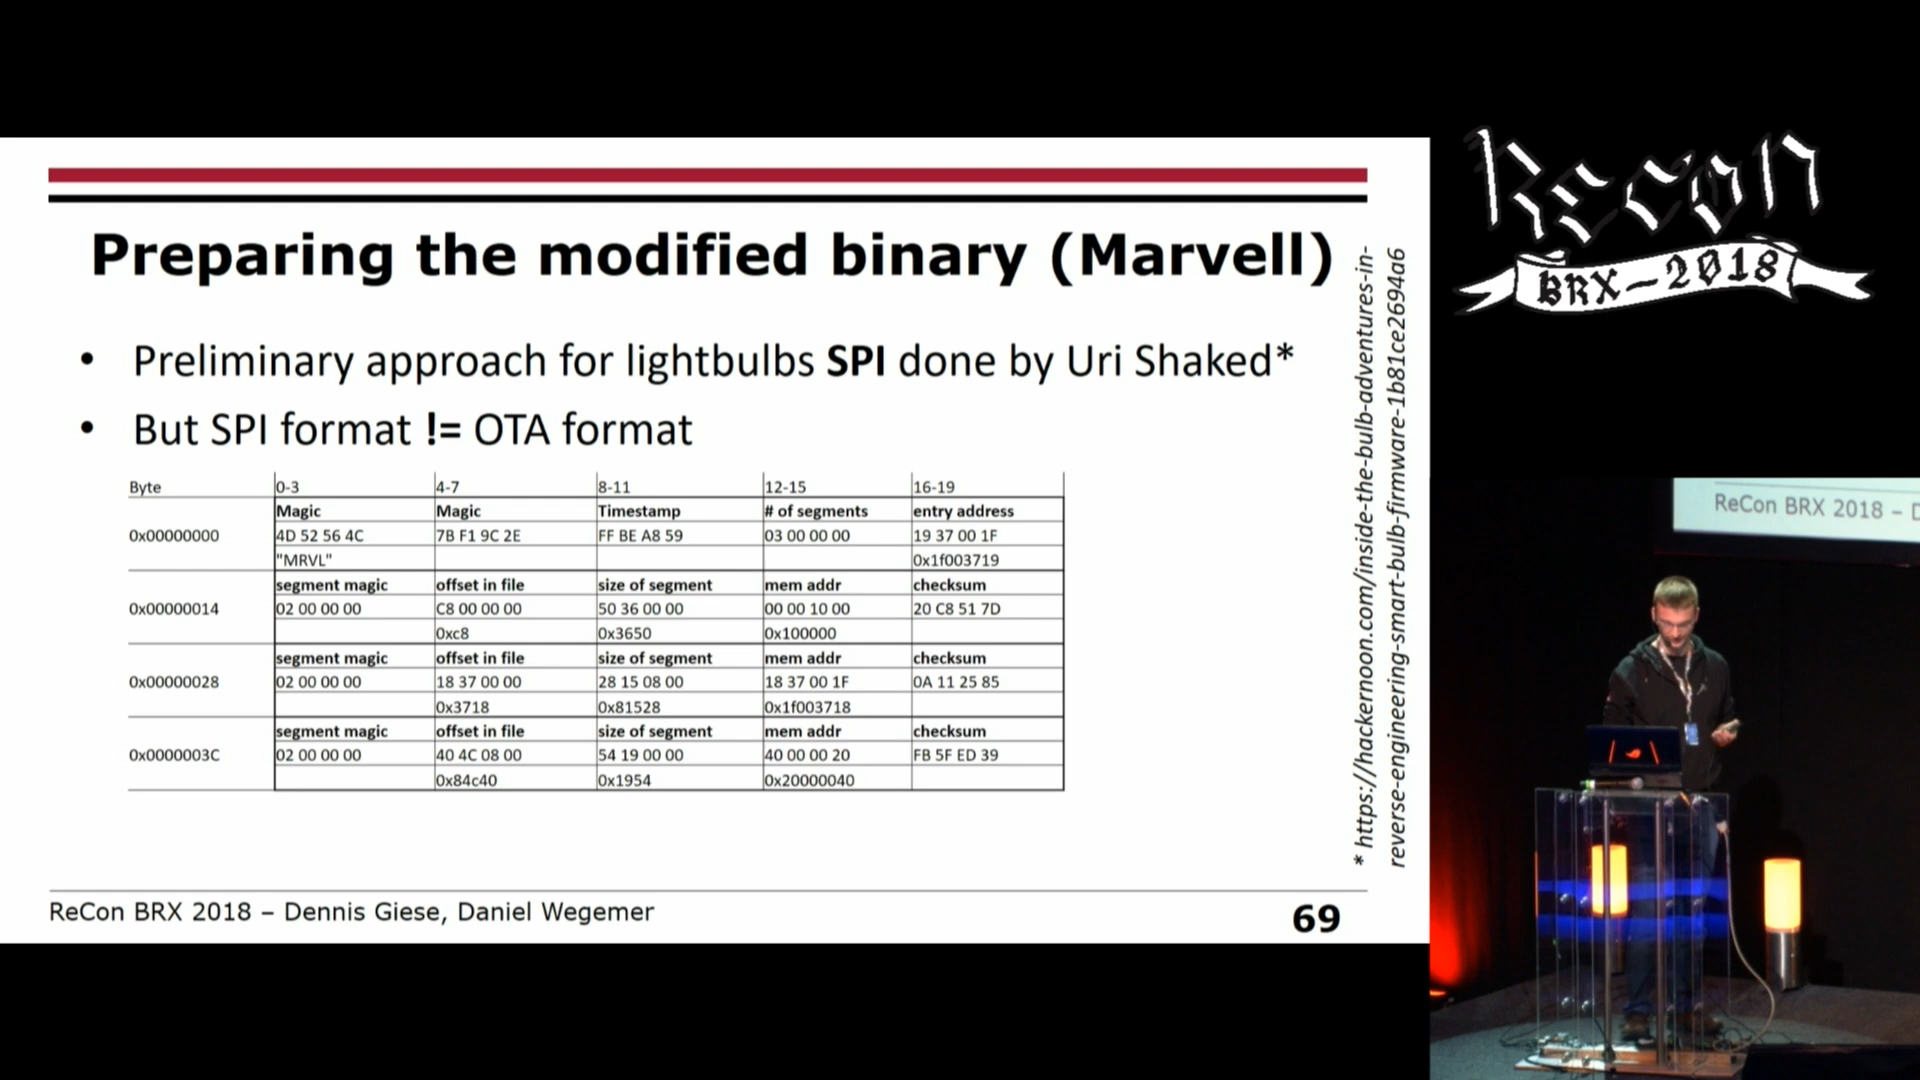 Preparing the modified binary (Marvell)
• Preliminary approach for lightbulbs SPI done by Uri Shaked*
• But SPI format != OTA format
Byte 0-3 4-7 8-11 12-15 16-19
Magic Magic Timestamp # of segments entry address
0x00000000 4D 52 56 4C 7B F1 9C 2E FF BE A8 59 03 00 00 00 19 37 00 1F
"MRVL" 0x1f003719
segment magic offset in file size of segment mem addr checksum
0x00000014 02 00 00 00 C8 00 00 00 50 36 00 00 00 00 10 00 20 C8 51 7D
0xc8 0x3650 0x100000
segment magic offset in file size of segment mem addr checksum
0x00000028 02 00 00 00 18 37 00 00 28 15 08 00 18 37 00 1F 0A 11 25 85
0x3718 0x81528 0x1f003718
segment magic offset in file size of segment mem addr checksum
0x0000003C 02 00 00 00 40 4C 08 00 54 19 00 00 40 00 00 20 FB 5F ED 39
0x84c40 0x1954 0x20000040
* https://hackernoon.com/inside-the-bulb-adventures-in-
reverse-engineering-smart-bulb-firmware-1b81ce2694a6
ReCon BRX 2018 – Dennis Giese, Daniel Wegemer
69
Recon
BRX-2018
ReCon BRX 2018 – D